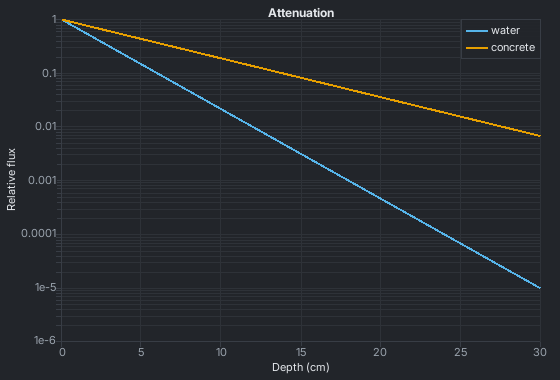 Attenuation
water
concrete
Relative flux
1
0.1
0.01
0.001
0.0001
1e-5
1e-6
0 5 10 15 20 25 30
Depth (cm)